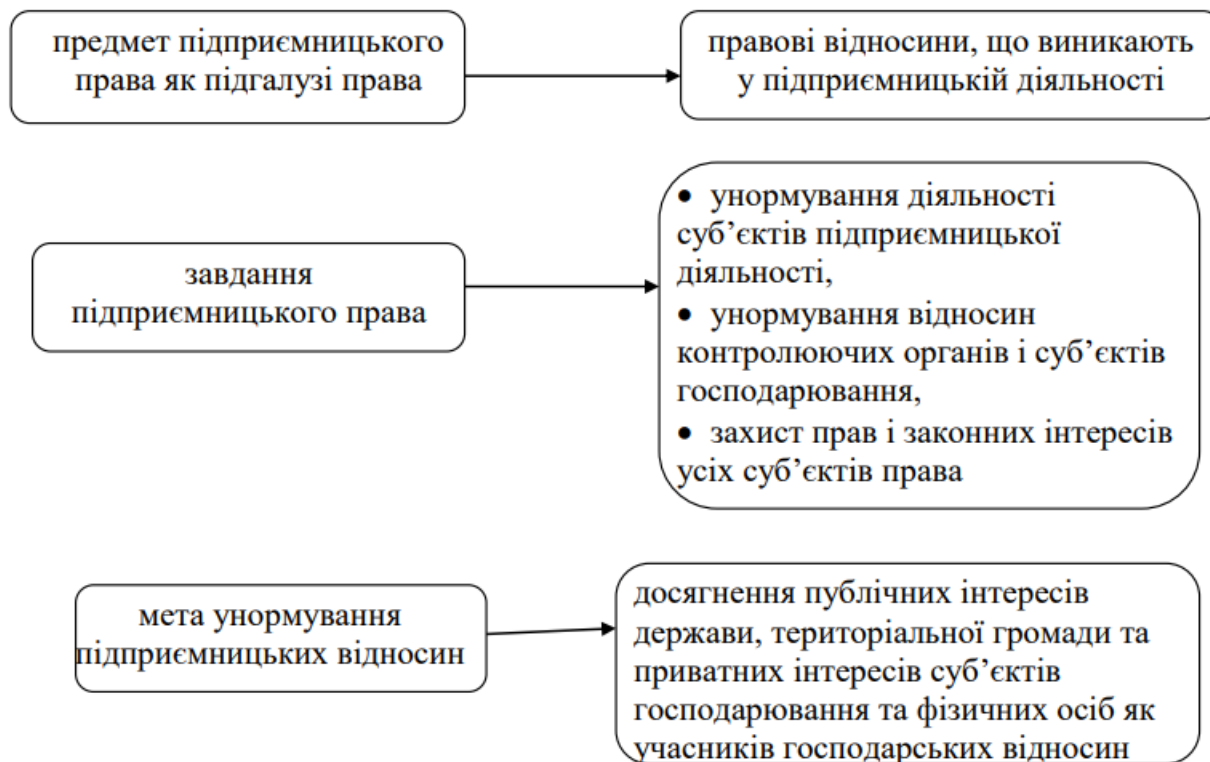 предмет підприємницького
права як підгалузі права
правові відносини, що виникають
у підприємницькій діяльності
завдання
підприємницького права
• унормування діяльності
суб’єктів підприємницької
діяльності,
• унормування відносин
контролюючих органів і суб’єктів
господарювання,
• захист прав і законних інтересів
усіх суб’єктів права
мета унормування
підприємницьких відносин
досягнення публічних інтересів
держави, територіальної громади та
приватних інтересів суб’єктів
господарювання та фізичних осіб як
учасників господарських відносин